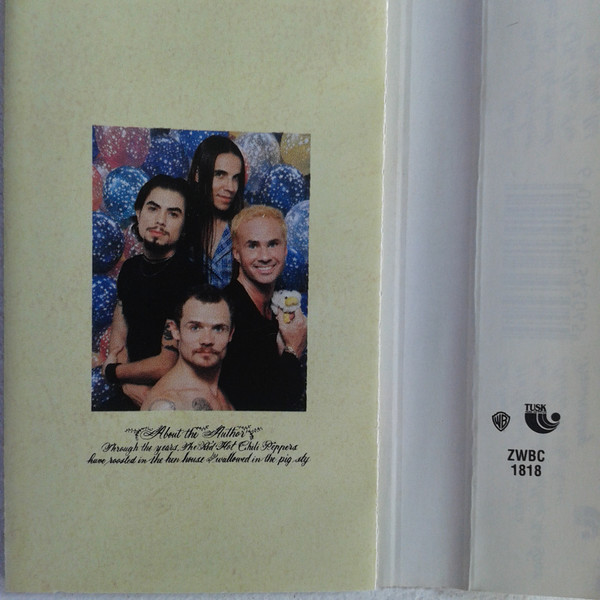 About the Author
Through the years, The Red Hot Chili Peppers
have roosted in the hen house & wallowed in the pig sty
WB
TUSK
ZWBC
1818